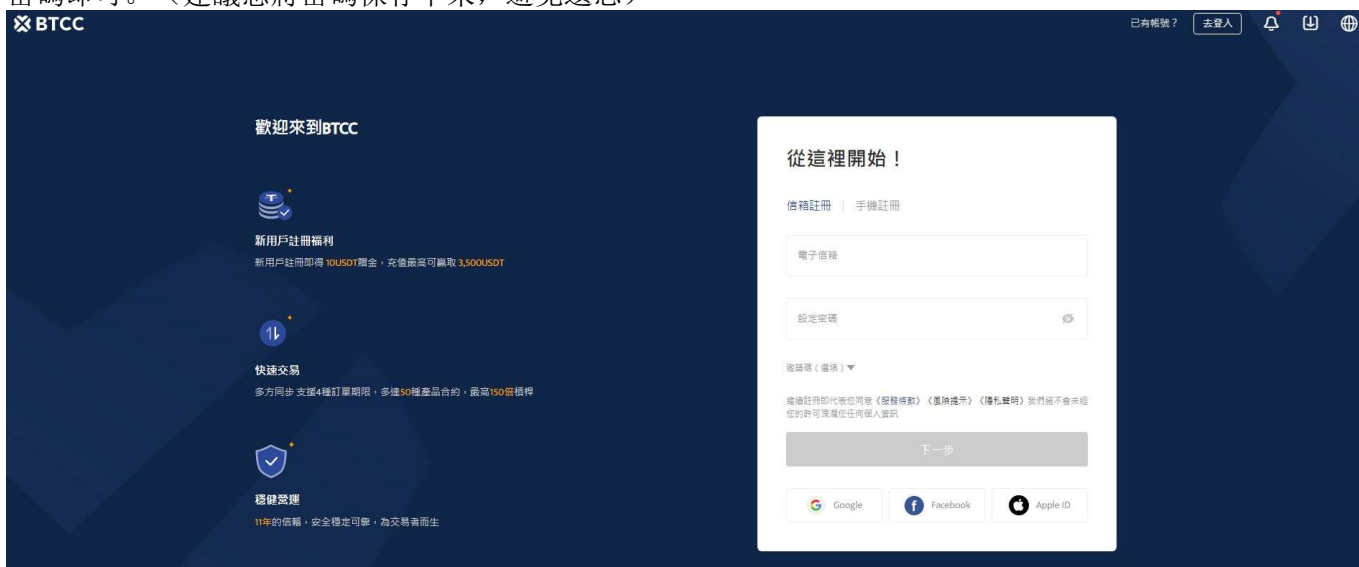 密碼即可。（建議您將密碼保存下來，避免遺忘）
BTCC
已有帳號？ 去登入
歡迎來到BTCC
新用戶註冊福利
新用戶註冊即得 10USDT贈金，充值最高可贏取 3,500USDT
快速交易
多方同步 支援4種訂單期限，多達50種產品合約，最高150倍槓桿
穩健營運
11年的信賴，安全穩定可靠，為交易者而生
從這裡開始！
信箱註冊 | 手機註冊
電子信箱
設定密碼
邀請碼（選填）▼
繼續註冊即代表您同意《服務條款》《風險提示》《隱私聲明》我們絕不會未經
您的許可洩漏您任何個人資訊
下一步
Google Facebook Apple ID